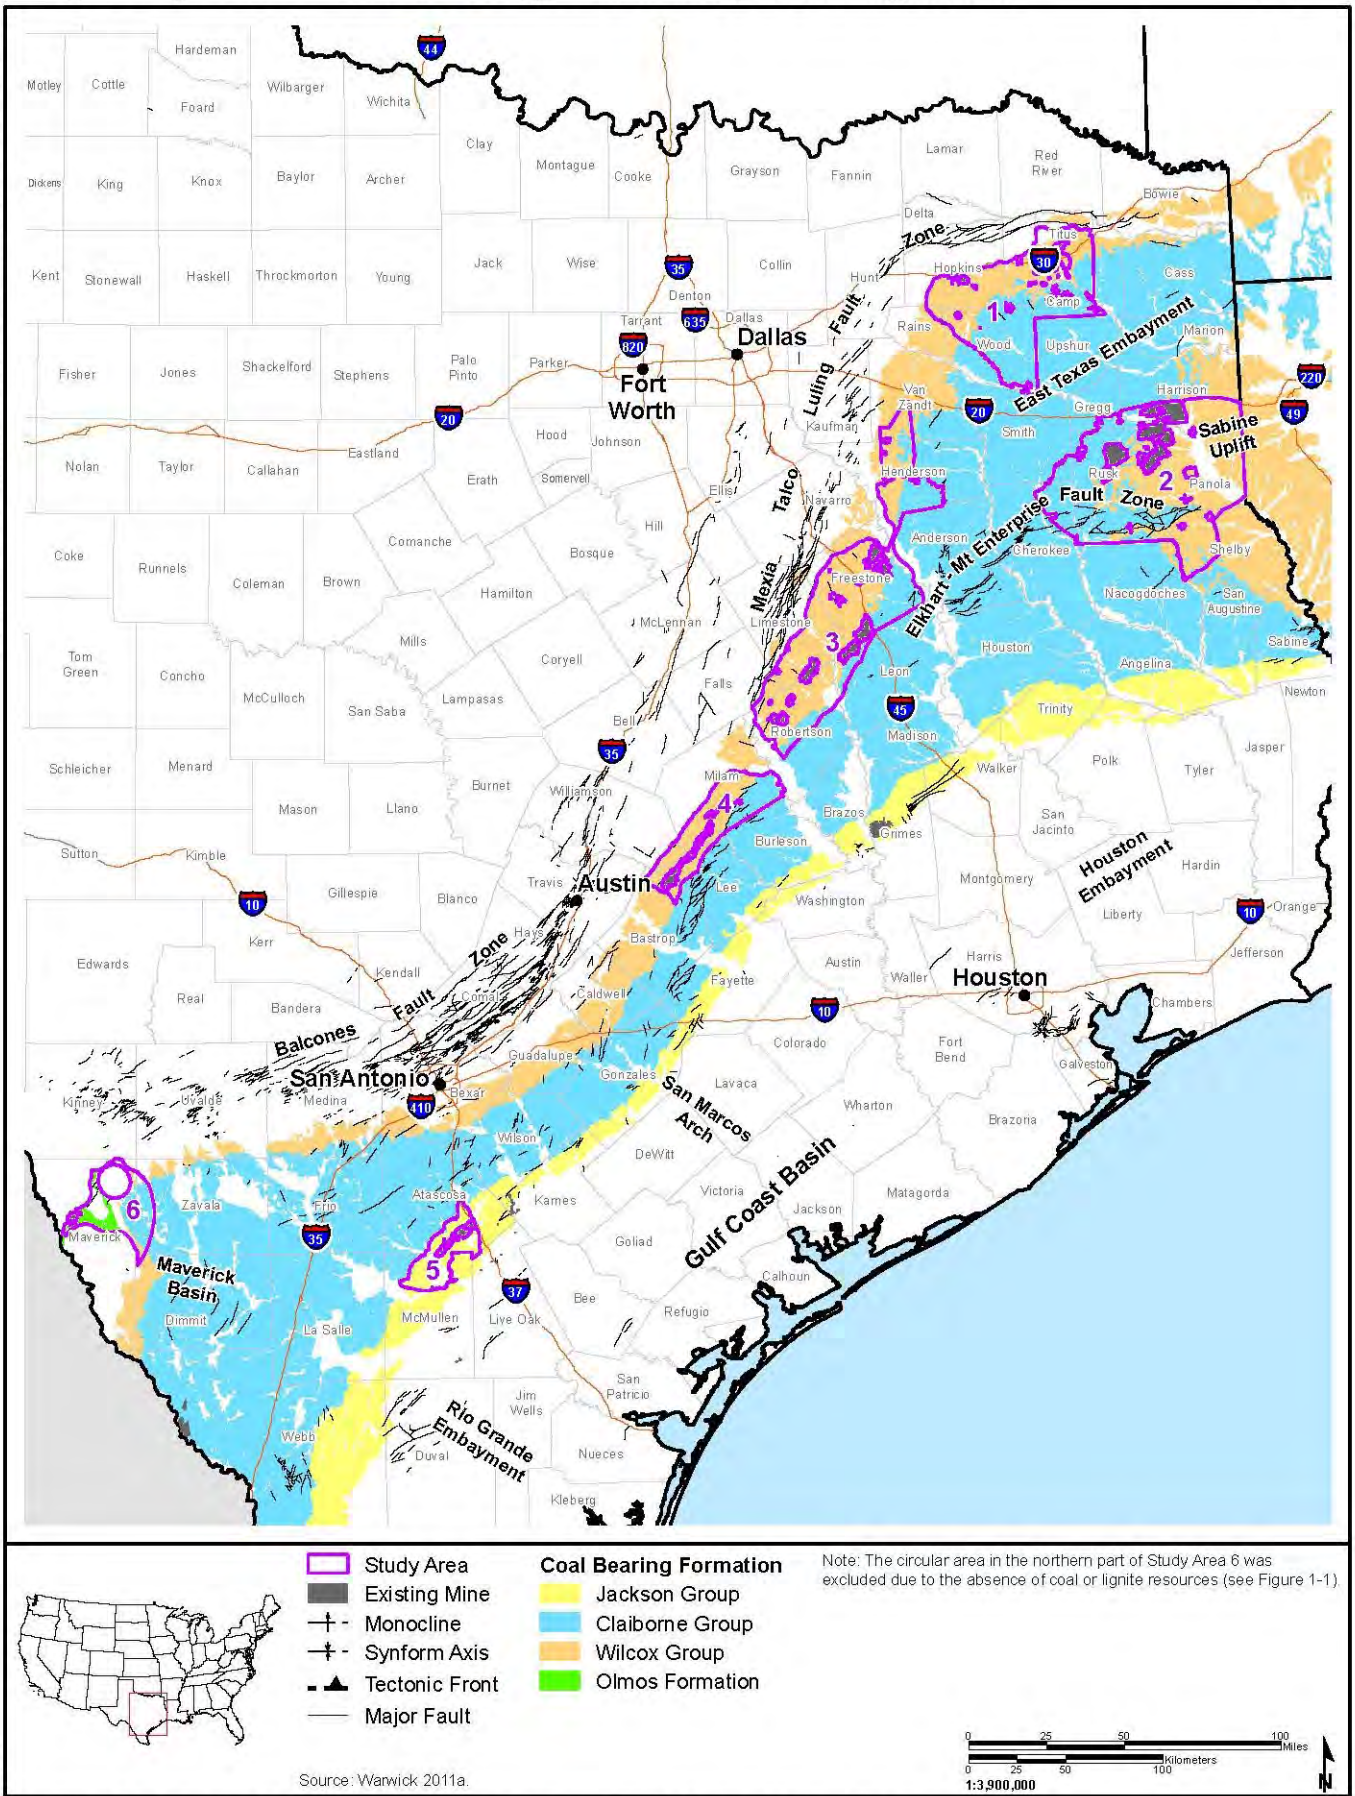 44
Hardeman
Motley
Cottle
Wilbarger
Foard
Wichita
Clay
Montague
Cooke
Grayson
Fannin
Lamar
Red
River
Bowie
Dickens
King
Knox
Baylor
Archer
Delta
Zone
Titus
Kent
Stonewall
Haskell
Throckmorton
Young
Jack
Wise
35
Collin
Hunt
Hopkins
30
Cass
Denton
635
Camp
1
Tarrant
Dallas
820
Dallas
Fault
Rains
Wood
Upshur
East Texas Embayment
Marion
Fisher
Jones
Shackelford
Stephens
Palo
Pinto
Parker
Fort
Worth
Luling
Van
Zandt
20
20
Gregg
Harrison
220
49
Kaufman
Smith
Sabine
Uplift
Hood
Johnson
Nolan
Taylor
Callahan
Eastland
Erath
Somervell
Ellis
Talco
Navarro
Henderson
Rusk
2
Panola
Fault Zone
Hill
Coke
Runnels
Coleman
Brown
Comanche
Bosque
Hamilton
Anderson
Elkhart - Mt Enterprise
Cherokee
Shelby
Freestone
Nacogdoches
San
Augustine
Mexia
McLennan
Limestone
3
Mills
Coryell
Houston
Sabine
Tom
Green
Concho
McCulloch
San Saba
Lampasas
Falls
Leon
Angelina
Newton
Bell
45
Trinity
35
Robertson
Madison
Schleicher
Menard
Mason
Llano
Burnet
Williamson
Milam
4
Walker
Polk
Tyler
Jasper
Brazos
Grimes
San
Jacinto
Burleson
Sutton
Kimble
Gillespie
Blanco
Travis
Austin
Lee
Washington
Montgomery
Houston
Embayment
Hardin
Liberty
10
10
Orange
Edwards
Kerr
Hays
Zone
Bastrop
Jefferson
Kendall
Austin
Waller
Harris
Houston
Real
Bandera
Fault
Comal
Caldwell
Fayette
Chambers
10
Balcones
Colorado
Fort
Bend
Guadalupe
Gonzales
Galveston
San Antonio
Kinney
Uvalde
Medina
Bexar
410
Lavaca
San Marcos
Arch
Wharton
Brazoria
Wilson
DeWitt
Gulf Coast Basin
Zavala
Frio
Atascosa
Karnes
Victoria
Jackson
Matagorda
6
Maverick
35
Goliad
5
Maverick
Basin
37
Calhoun
Bee
Dimmit
La Salle
McMullen
Live Oak
Refugio
San
Patricio
Jim
Wells
Rio Grande
Embayment
Webb
Duval
Nueces
Kleberg
Study Area
Existing Mine
Monocline
Synform Axis
Tectonic Front
Major Fault
Coal Bearing Formation
Jackson Group
Claiborne Group
Wilcox Group
Olmos Formation
Note: The circular area in the northern part of Study Area 6 was
excluded due to the absence of coal or lignite resources (see Figure 1-1).
Source: Warwick 2011a.
0 25 50 100
Miles
Kilometers
0 25 50 100
1:3,900,000
N